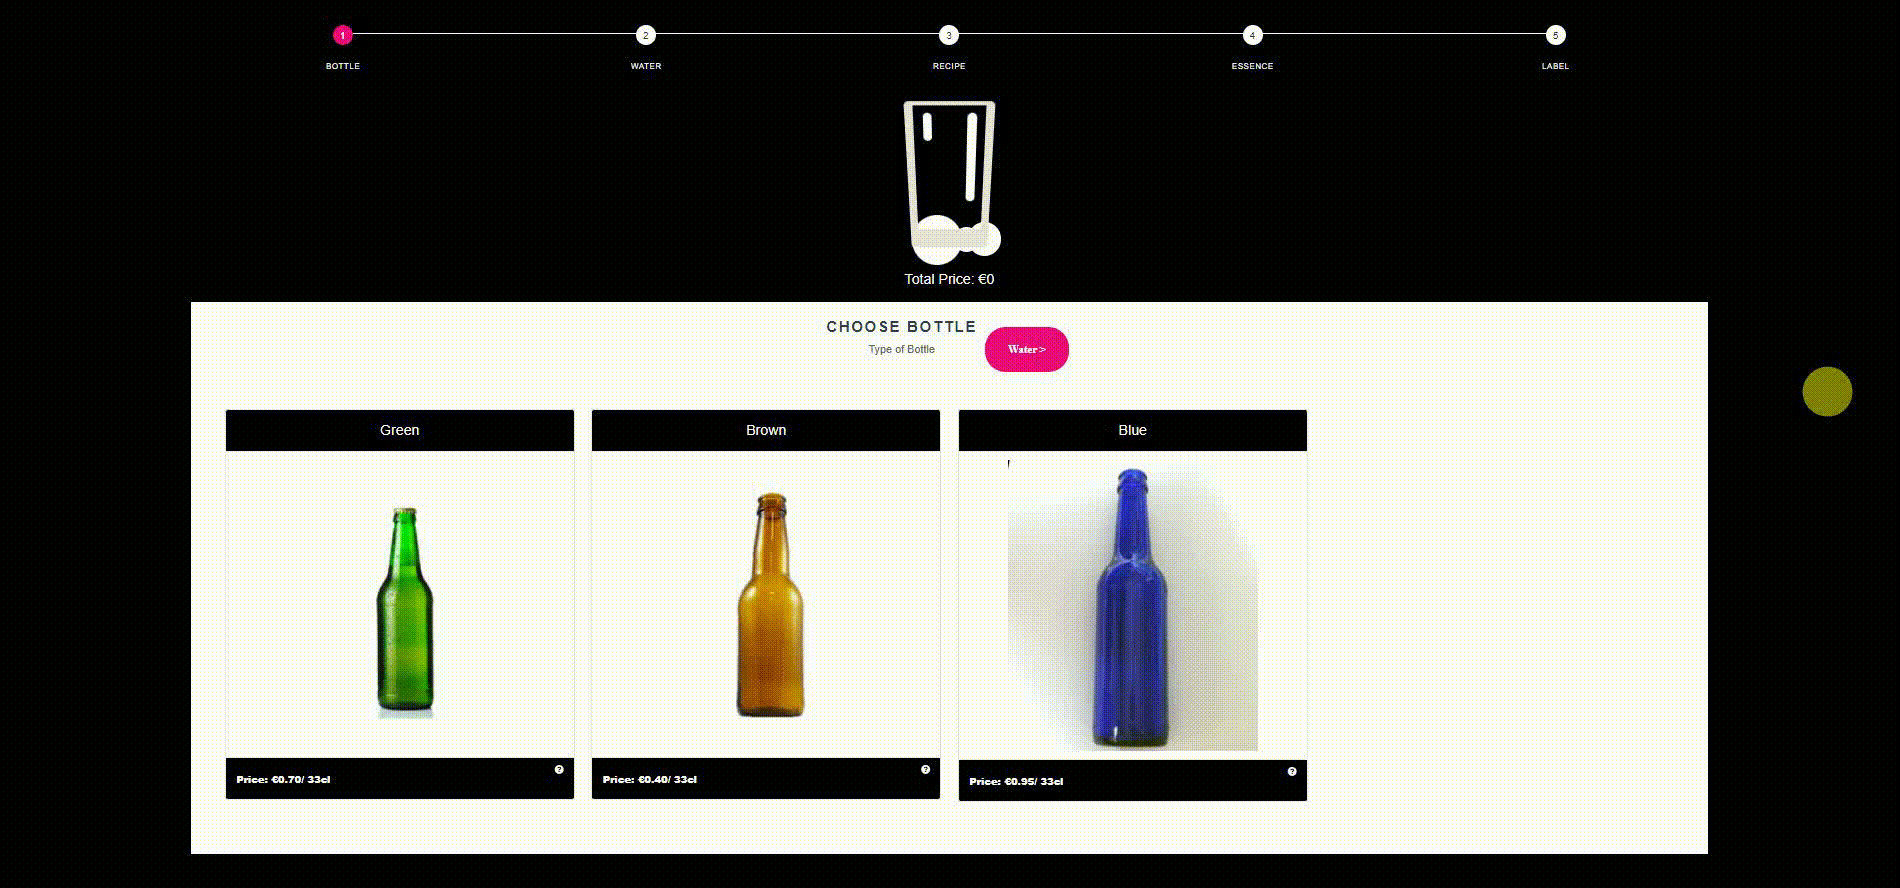 1
2
3
4
5
BOTTLE
WATER
RECIPE
ESSENCE
LABEL
Total Price: €0
CHOOSE BOTTLE
Type of Bottle
Water >
Green
Brown
Blue
Price: €0.70/ 33cl
?
Price: €0.40/ 33cl
?
Price: €0.95/ 33cl
?